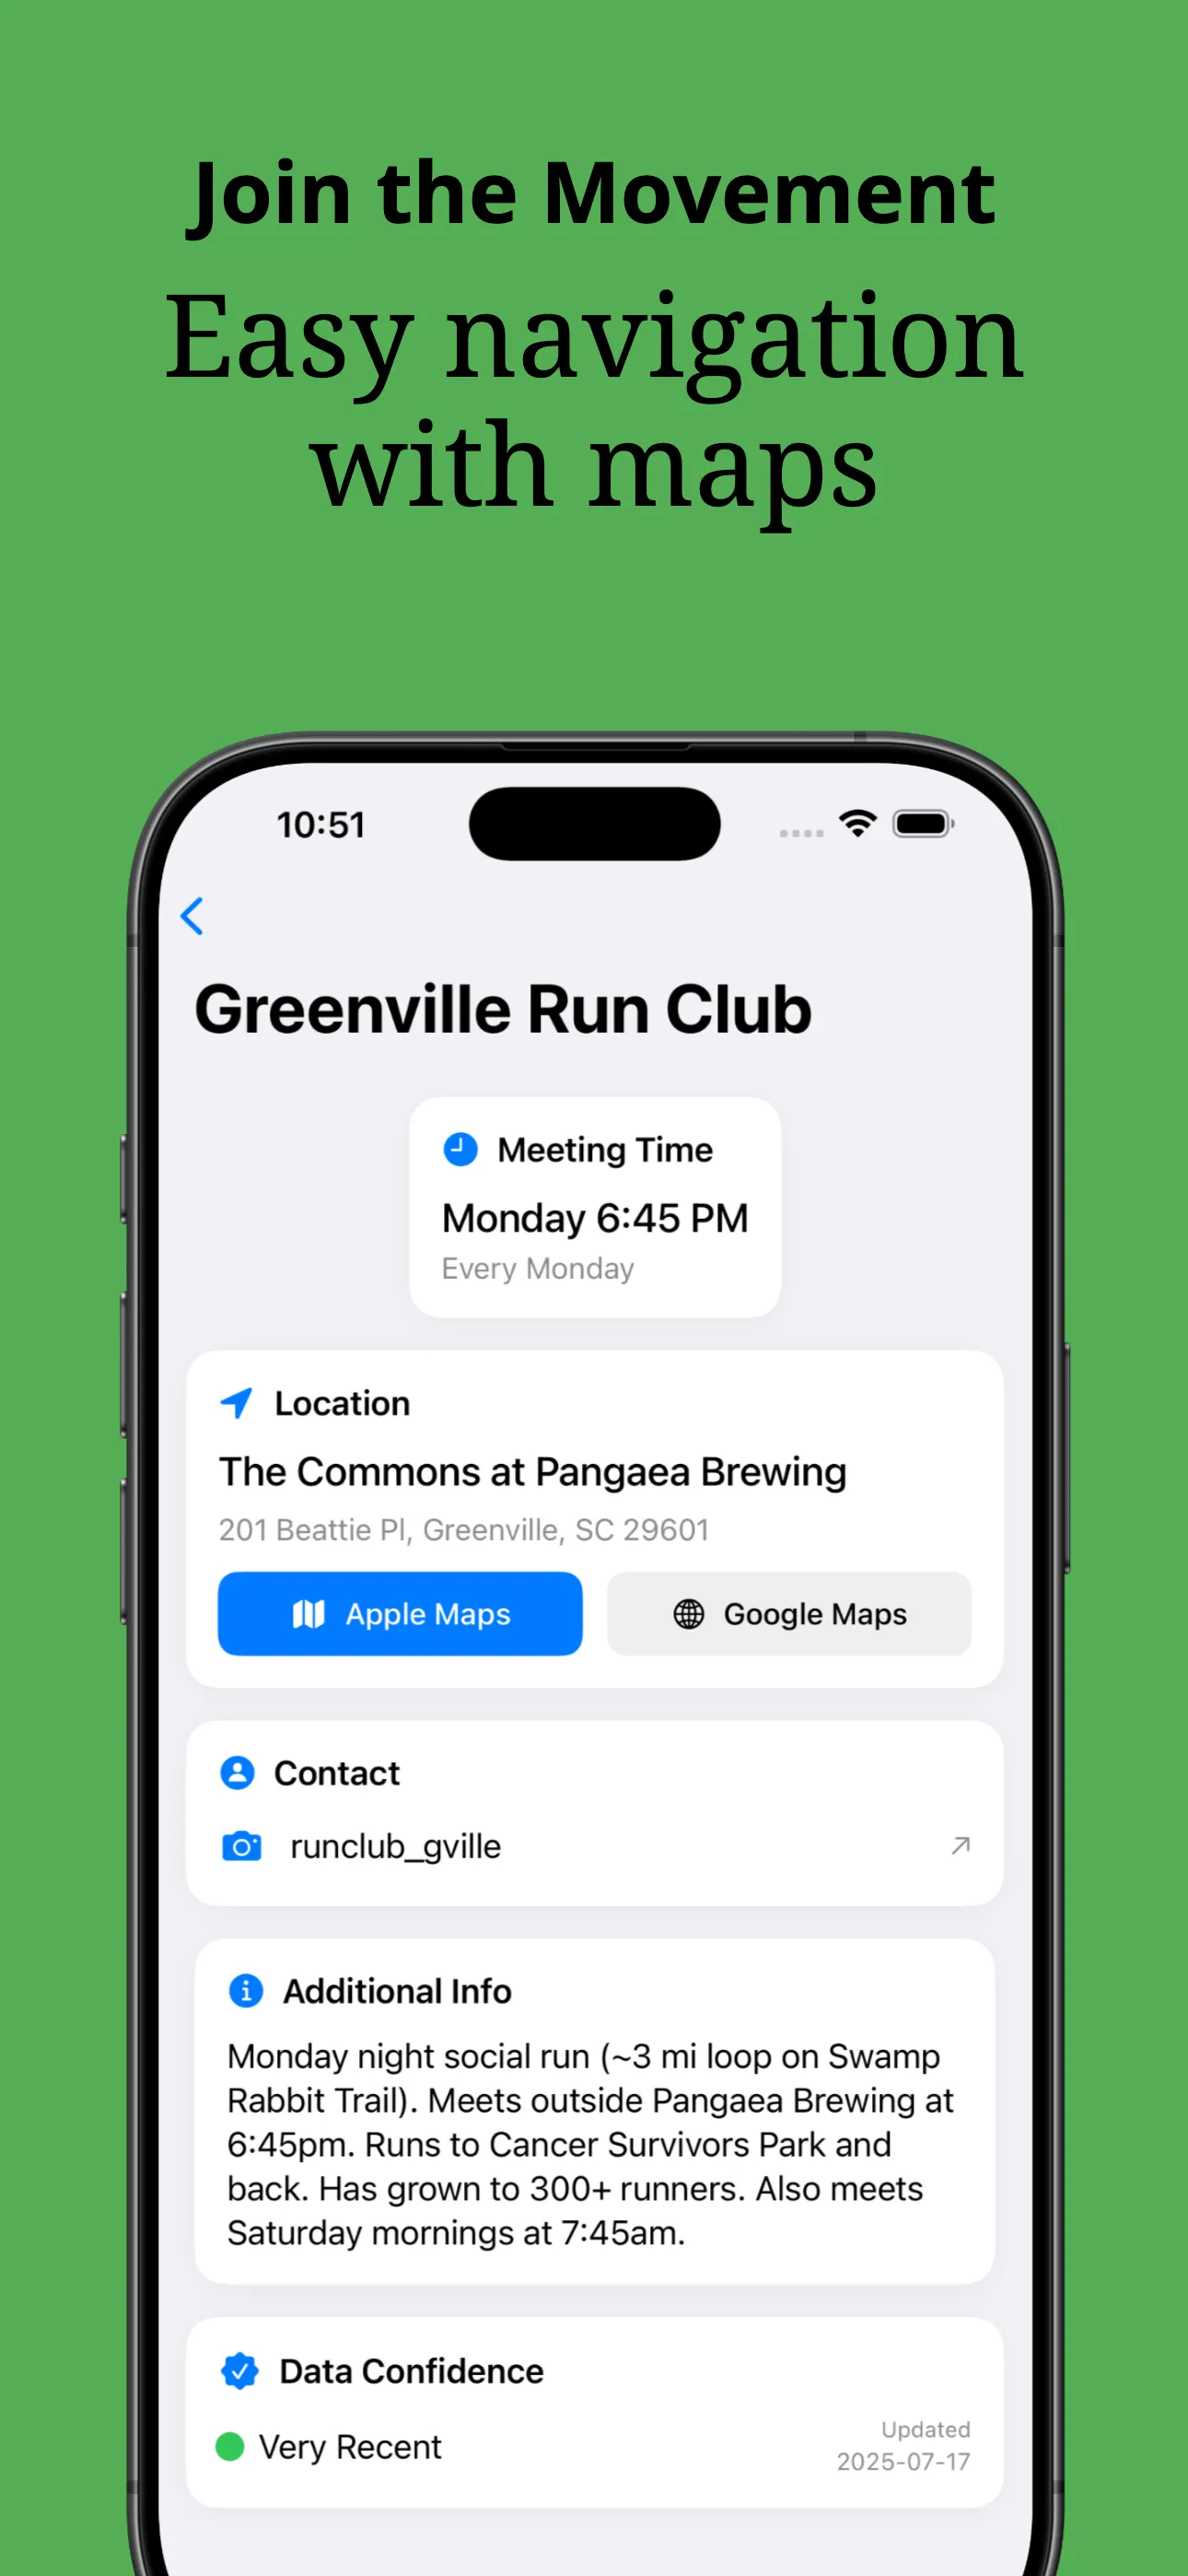 Join the Movement
Easy navigation
with maps
10:51
Greenville Run Club
Meeting Time
Monday 6:45 PM
Every Monday
Location
The Commons at Pangaea Brewing
201 Beattie Pl, Greenville, SC 29601
Apple Maps
Google Maps
Contact
runclub_gville
Additional Info
Monday night social run (~3 mi loop on Swamp
Rabbit Trail). Meets outside Pangaea Brewing at
6:45pm. Runs to Cancer Survivors Park and
back. Has grown to 300+ runners. Also meets
Saturday mornings at 7:45am.
Data Confidence
Very Recent
Updated
2025-07-17